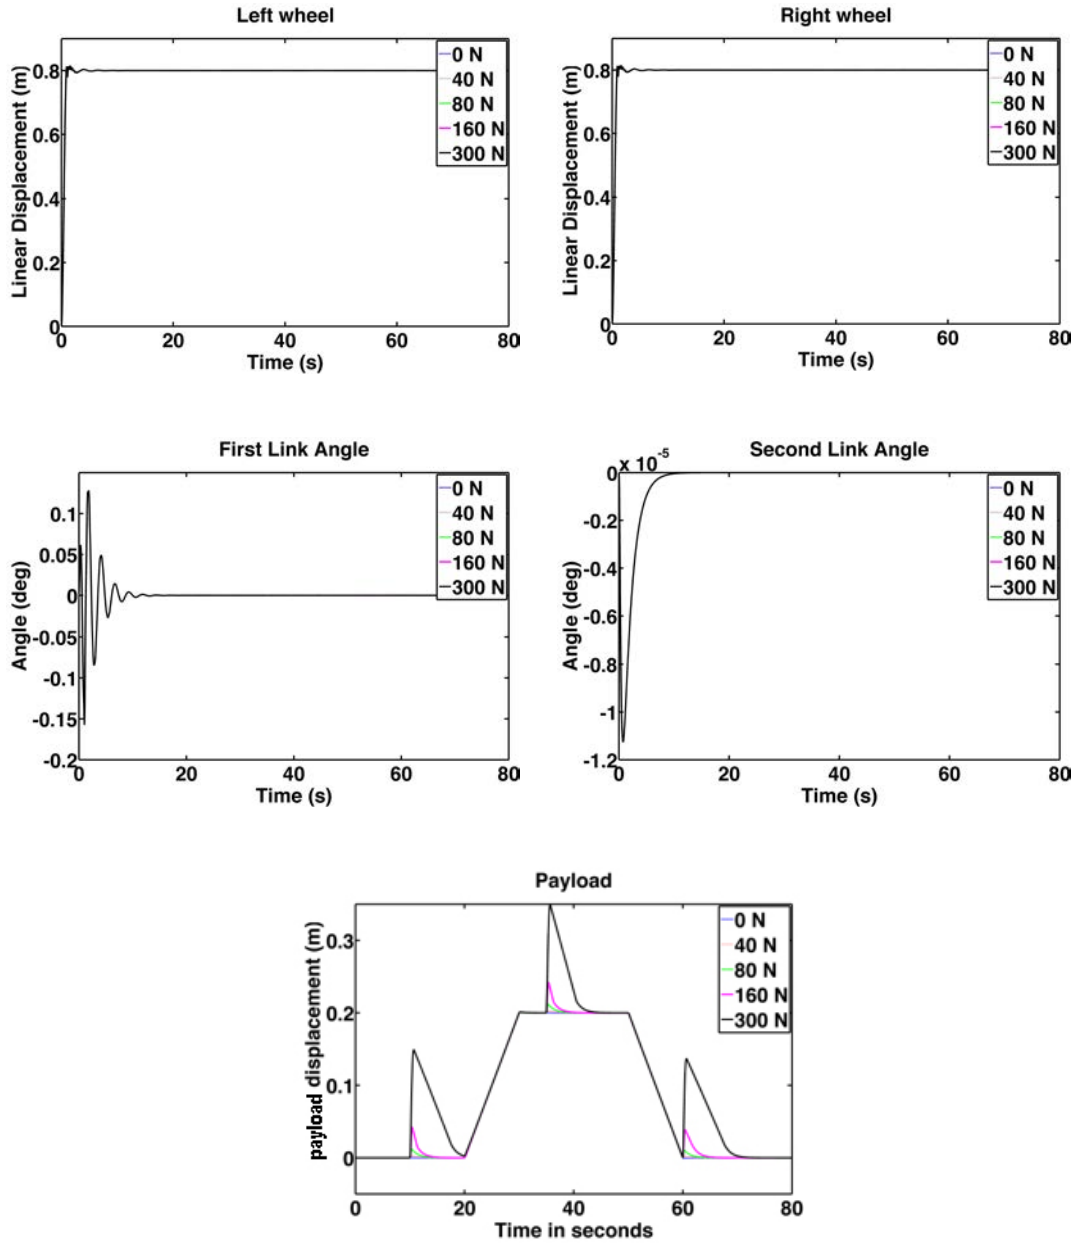 Left wheel
Linear Displacement (m)
0.8
0.6
0.4
0.2
0
0 20 40 60 80
Time (s)
0 N
40 N
80 N
160 N
300 N
Right wheel
Linear Displacement (m)
0.8
0.6
0.4
0.2
0
0 20 40 60 80
Time (s)
0 N
40 N
80 N
160 N
300 N
First Link Angle
Angle (deg)
0.1
0.05
0
-0.05
-0.1
-0.15
-0.2
0 20 40 60 80
Time (s)
0 N
40 N
80 N
160 N
300 N
Second Link Angle
x 10-5
Angle (deg)
0
-0.2
-0.4
-0.6
-0.8
-1
-1.2
0 20 40 60 80
Time (s)
0 N
40 N
80 N
160 N
300 N
Payload
payload displacement (m)
0.3
0.2
0.1
0
0 20 40 60 80
Time in seconds
0 N
40 N
80 N
160 N
300 N